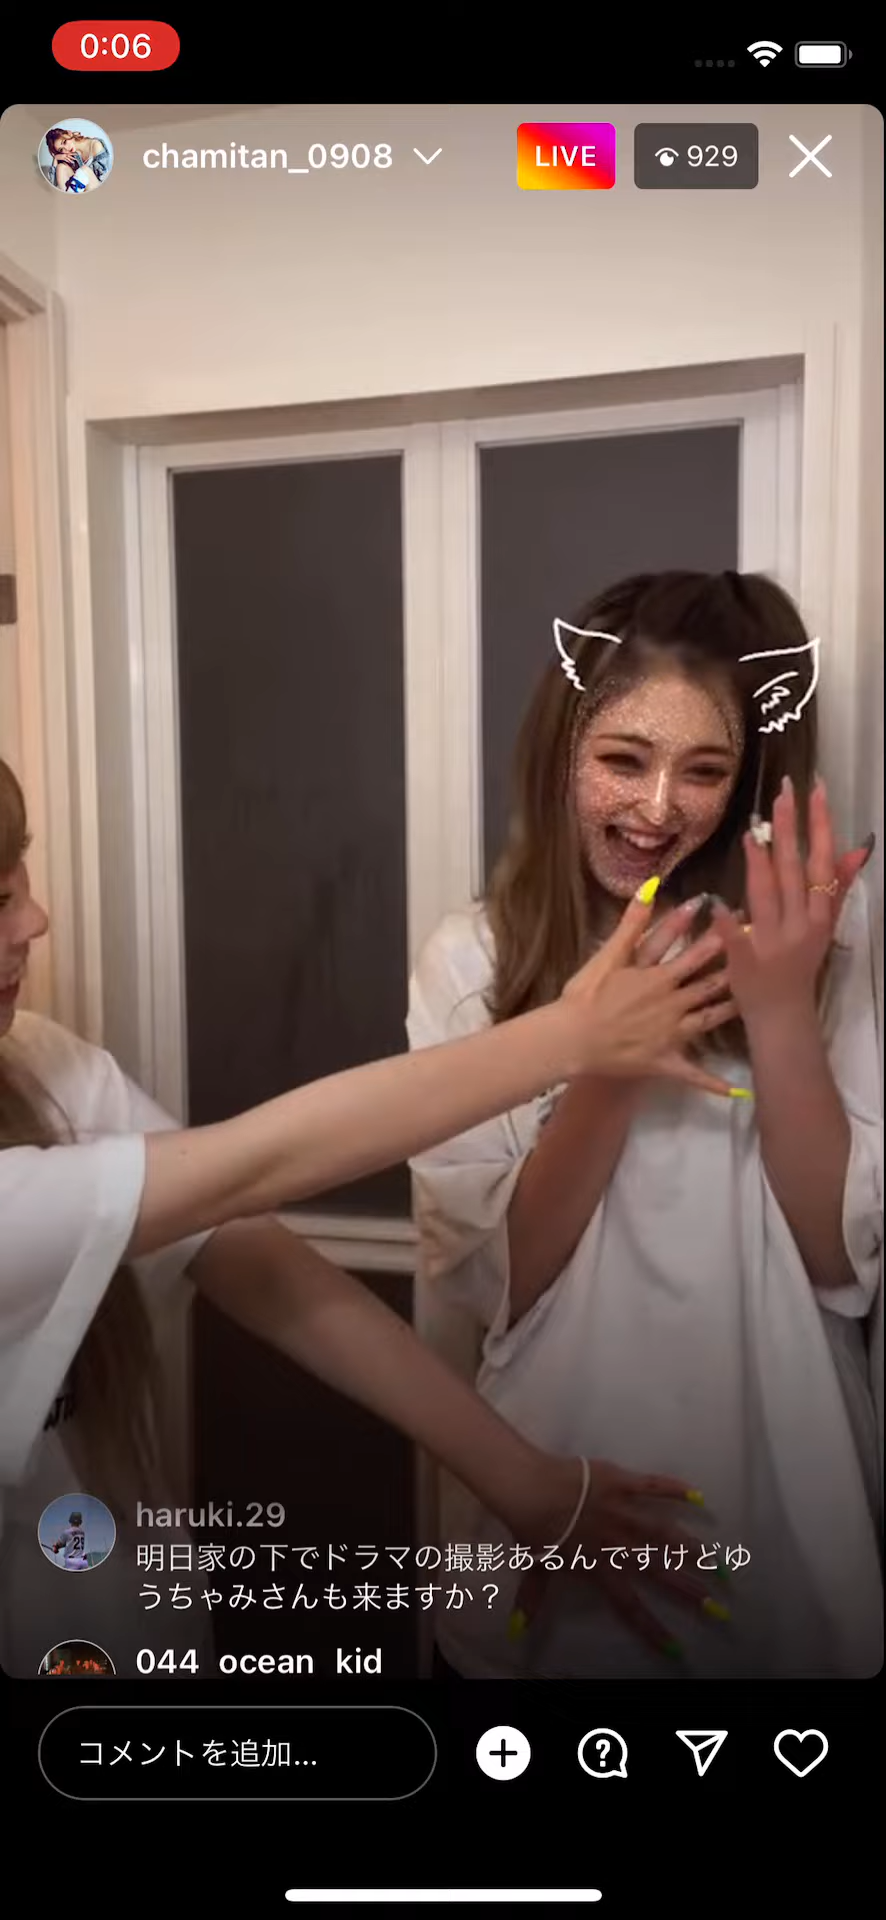 0:06
chamitan_0908
LIVE
929
haruki.29
明日家の下でドラマの撮影あるんですけどゆ
うちゃみさんも来ますか？
044_ocean_kid
コメントを追加...